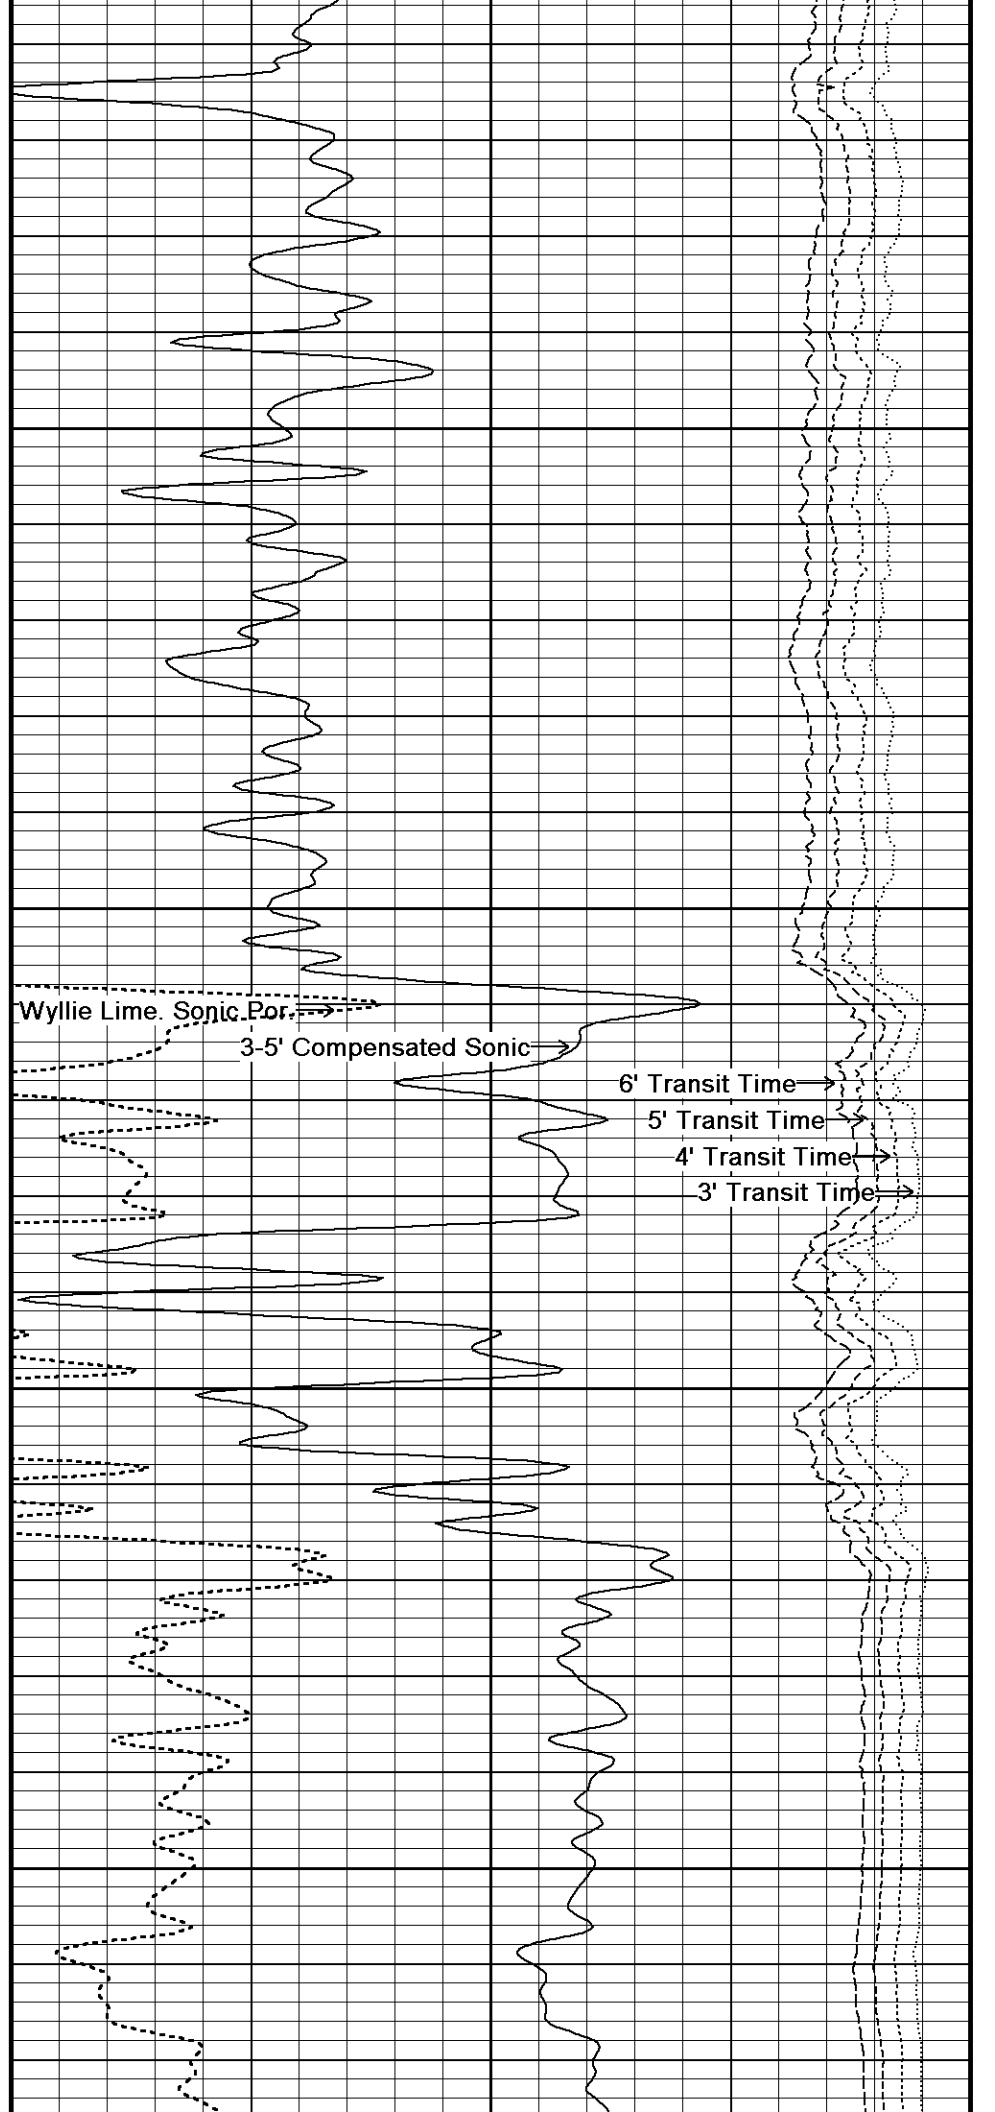 Wyllie Lime. Sonic Por.
3-5' Compensated Sonic
6' Transit Time
5' Transit Time
4' Transit Time
3' Transit Time